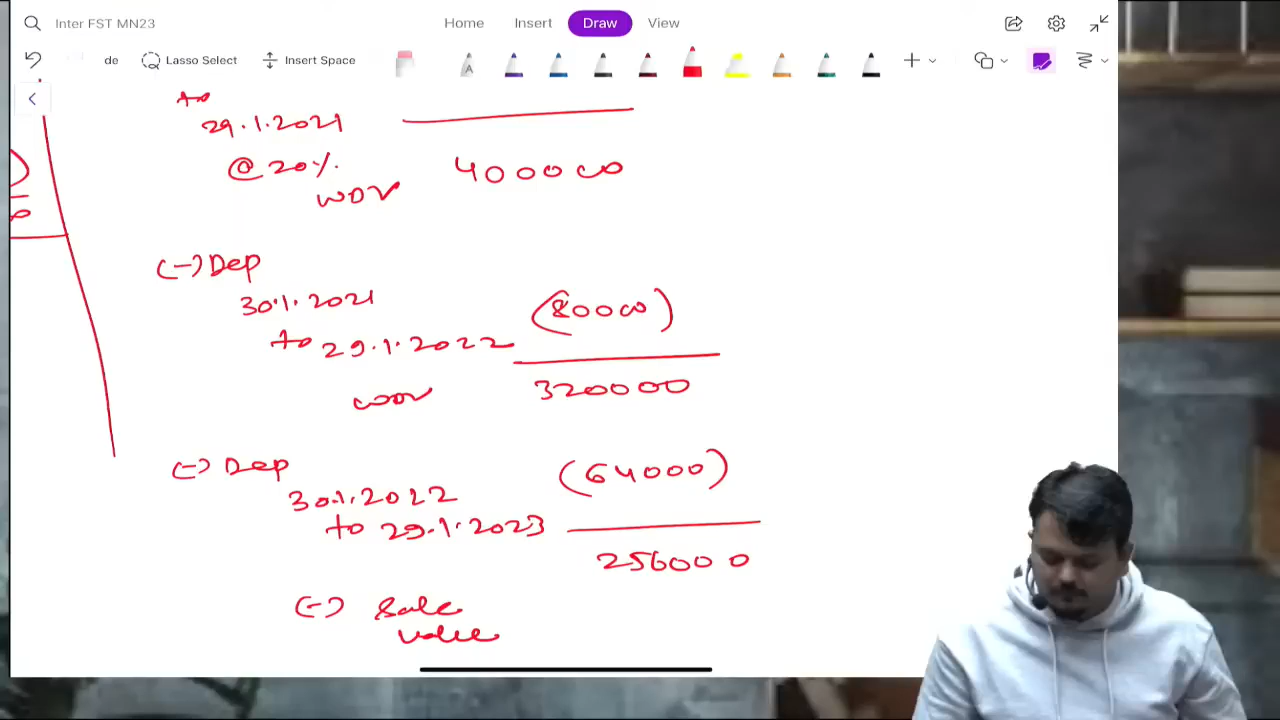 Inter FST MN23
Home Insert Draw View
de Lasso Select Insert Space
to
29.1.2021
@ 20%
WDV 400000
(-) Dep
30.1.2021
to 29.1.2022 (80000)
WDV 320000
(-) Dep
30.1.2022
to 29.1.2023 (64000)
256000
(-) Sale
value